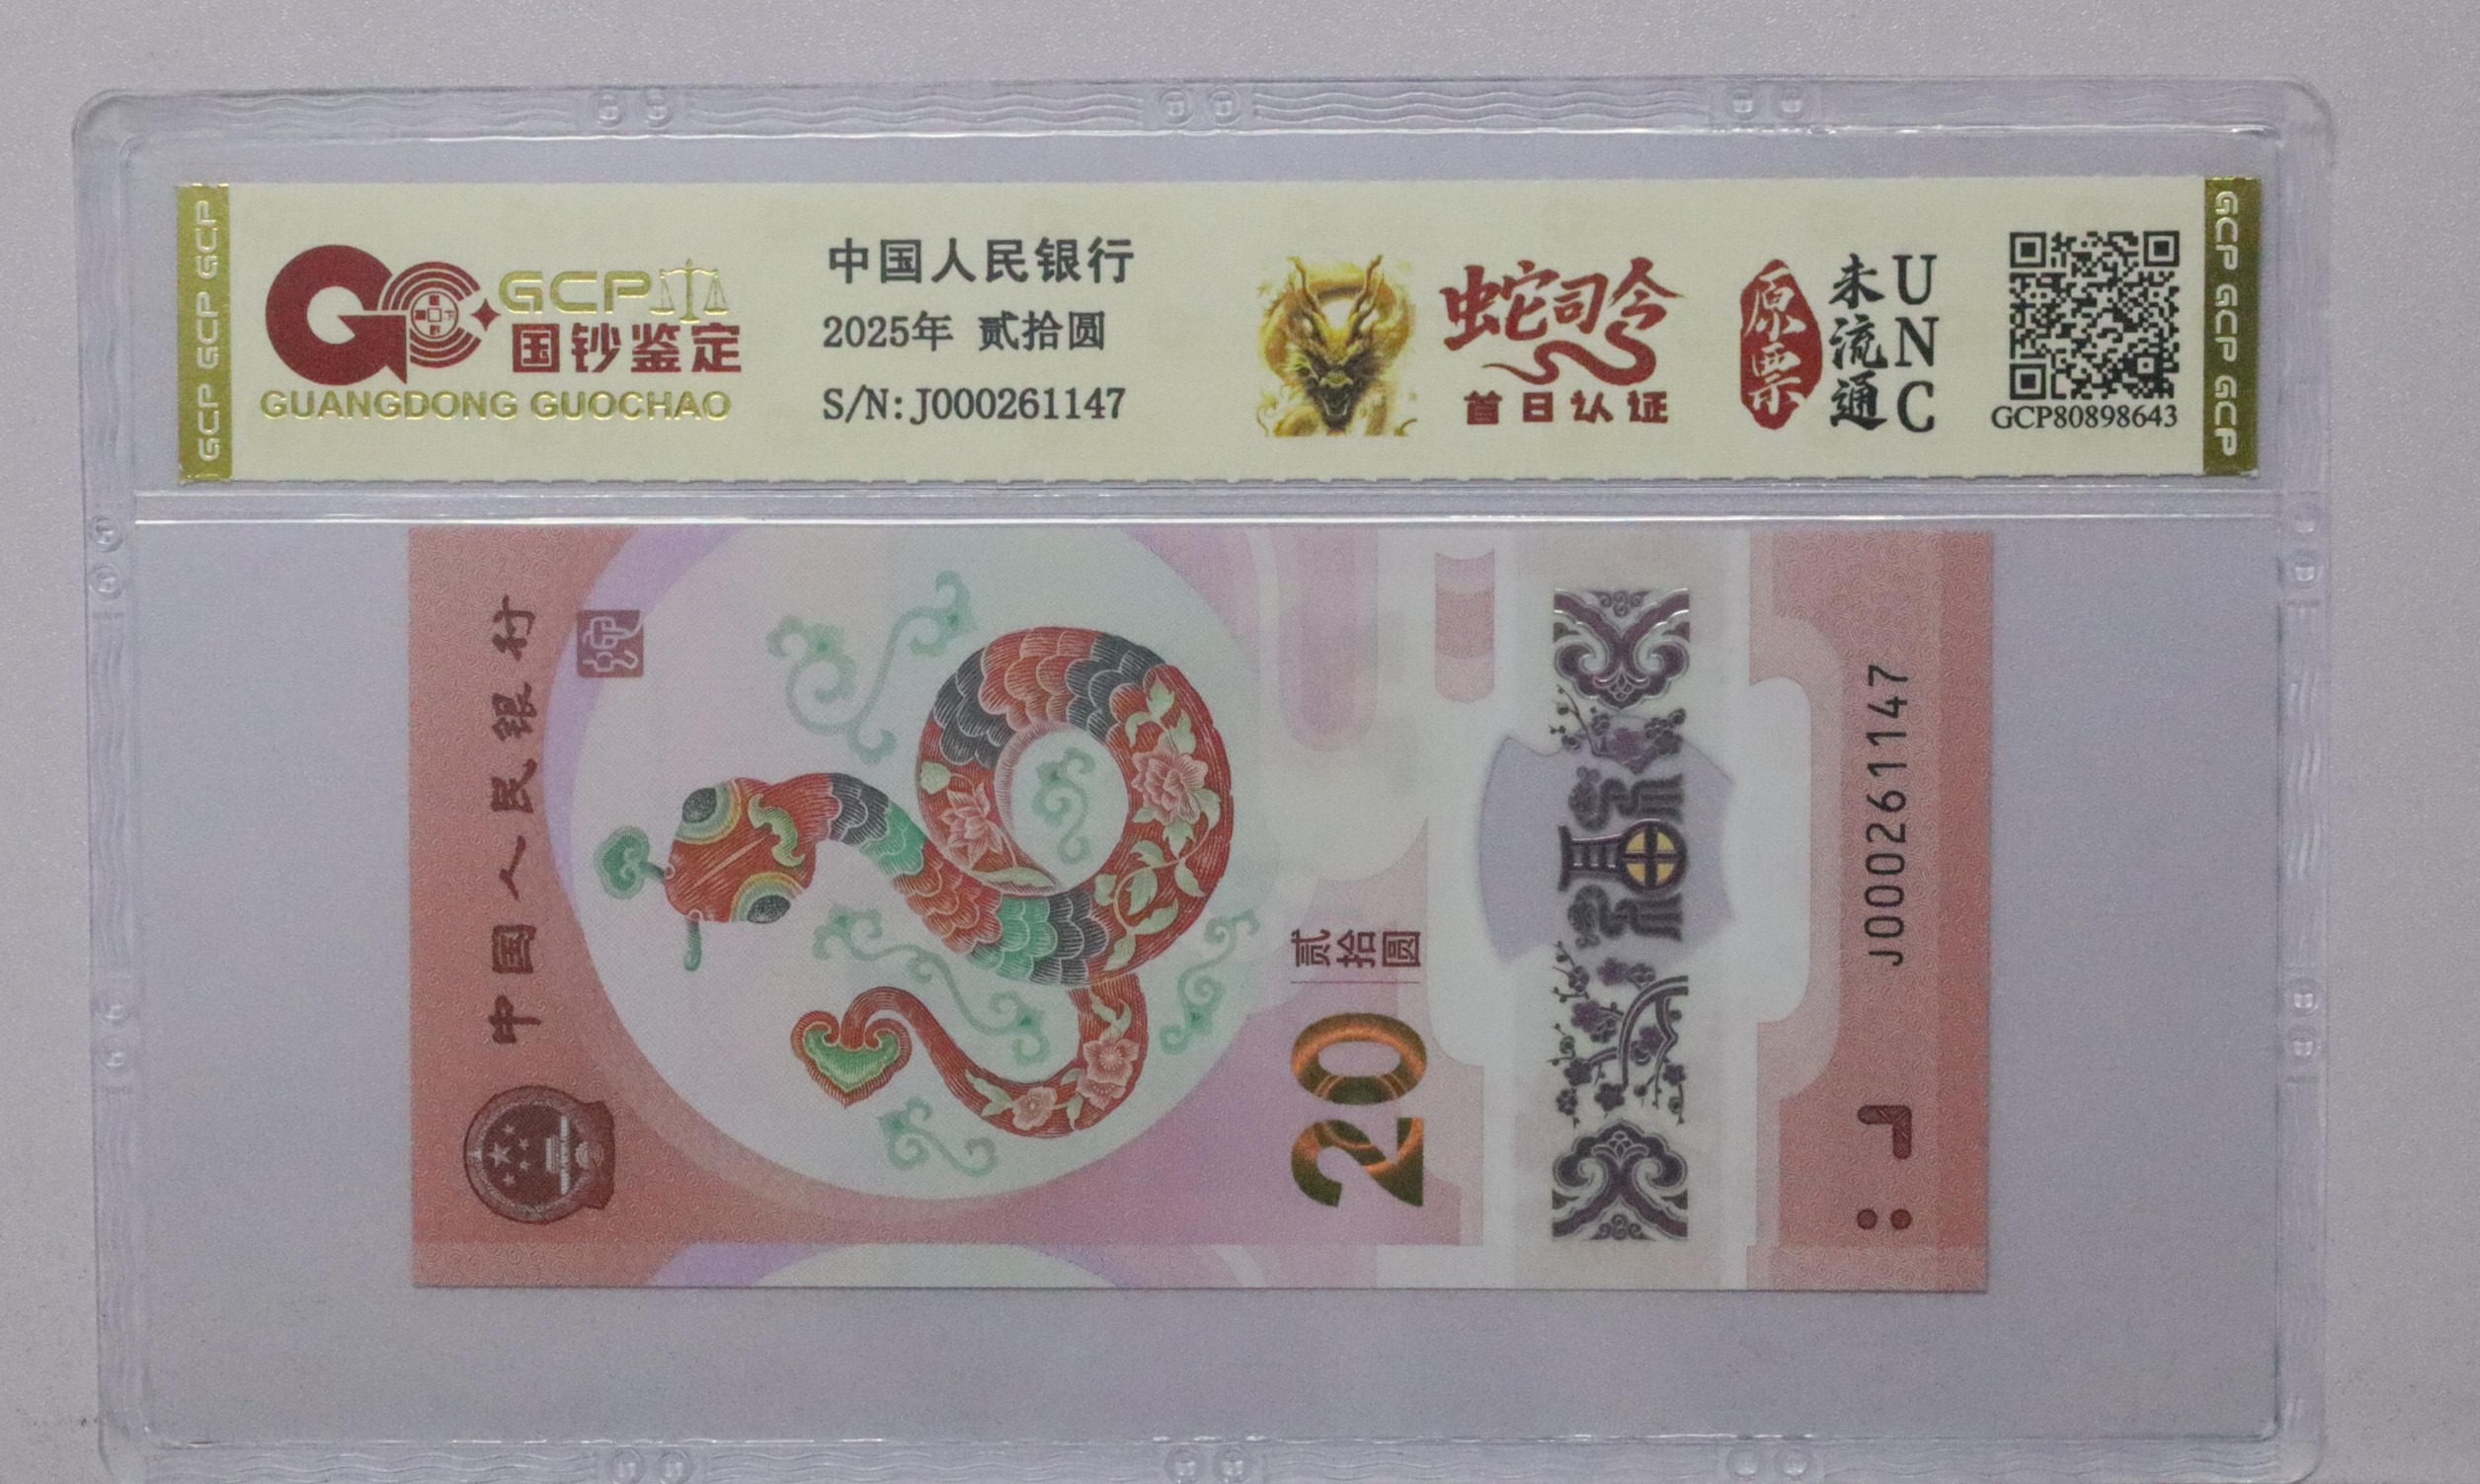 GCP GCP GCP
GCP
国钞鉴定
GUANGDONG GUOCHAO
中国人民银行
2025年 贰拾圆
S/N:J000261147
蛇司令
首日认证
原票
未流通
UNC
GCP80898643
GCP GCP GCP
中国人民银行
20
贰拾圆
福
J000261147